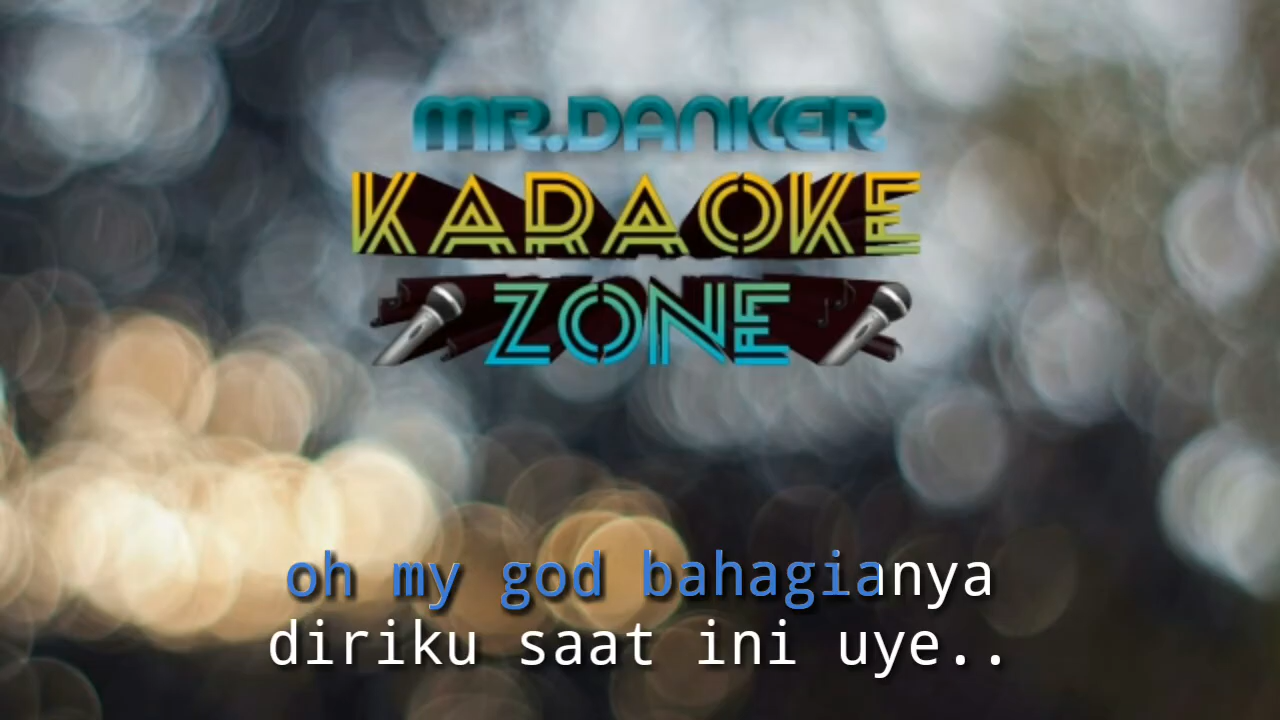 MR.DANKER
KARAOKE
ZONE
oh my god bahagianya
diriku saat ini uye..